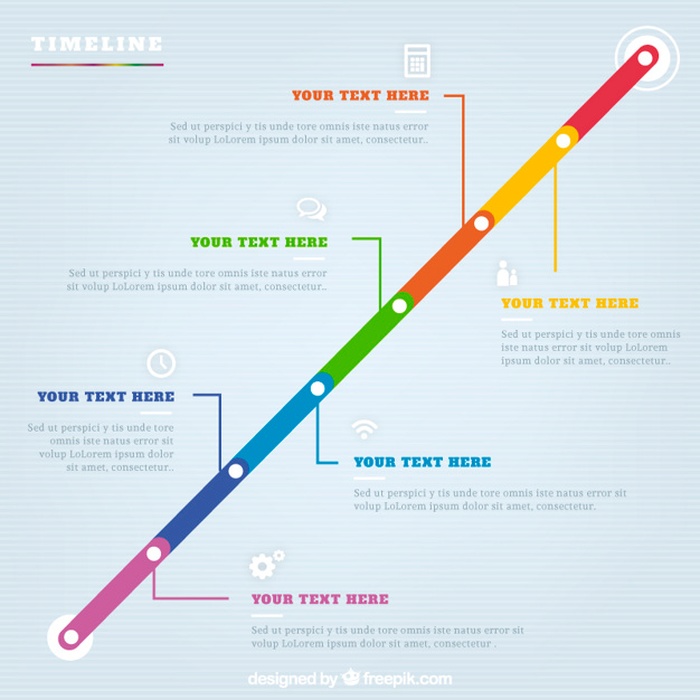 TIMELINE
YOUR TEXT HERE
Sed ut perspici y tis unde tore omnis iste natus error
sit volup LoLorem ipsum dolor sit amet, consectetur..
YOUR TEXT HERE
Sed ut perspici y tis unde tore omnis iste natus error
sit volup LoLorem ipsum dolor sit amet, consectetur..
YOUR TEXT HERE
Sed ut perspici y tis unde tore
omnis iste natus error sit
volup LoLorem ipsum dolor
sit amet, consectetur..
YOUR TEXT HERE
Sed ut perspici y tis unde tore
omnis iste natus error sit volup LoLorem
ipsum dolor sit amet, consectetur..
YOUR TEXT HERE
Sed ut perspici y tis unde tore omnis iste natus error sit
volup LoLorem ipsum dolor sit amet, consectetur.
YOUR TEXT HERE
Sed ut perspici y tis unde tore omnis iste natus error sit
volup LoLorem ipsum dolor sit amet, consectetur .
designed by freepik.com